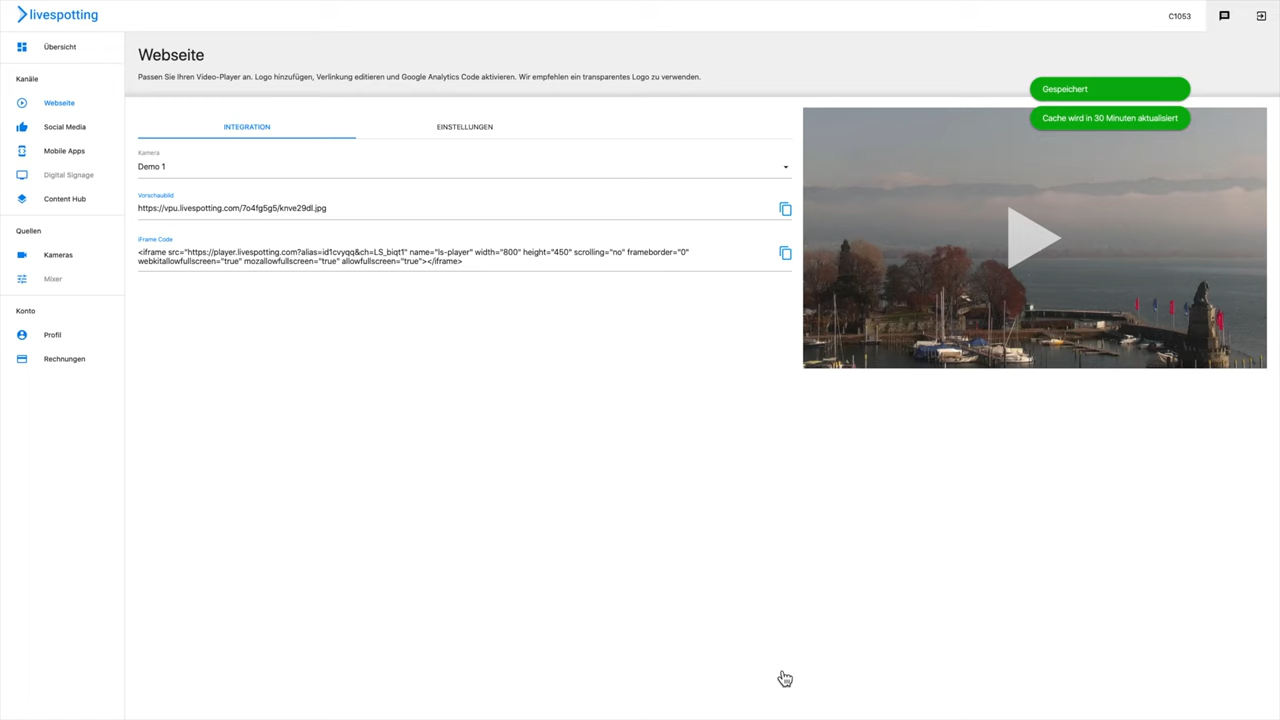 livespotting
C1053
Übersicht
Kanäle
Webseite
Social Media
Mobile Apps
Digital Signage
Content Hub
Quellen
Kameras
Mixer
Konto
Profil
Rechnungen
Webseite
Passen Sie Ihren Video-Player an. Logo hinzufügen, Verlinkung editieren und Google Analytics Code aktivieren. Wir empfehlen ein transparentes Logo zu verwenden.
Gespeichert
Cache wird in 30 Minuten aktualisiert
INTEGRATION
EINSTELLUNGEN
Kamera
Demo 1
Vorschaubild
https://vpu.livespotting.com/7o4fg5g5/knve29dl.jpg
iFrame Code
<iframe src="https://player.livespotting.com?alias=id1cvyqq&ch=LS_biqt1" name="ls-player" width="800" height="450" scrolling="no" frameborder="0"
webkitallowfullscreen="true" mozallowfullscreen="true" allowfullscreen="true"></iframe>